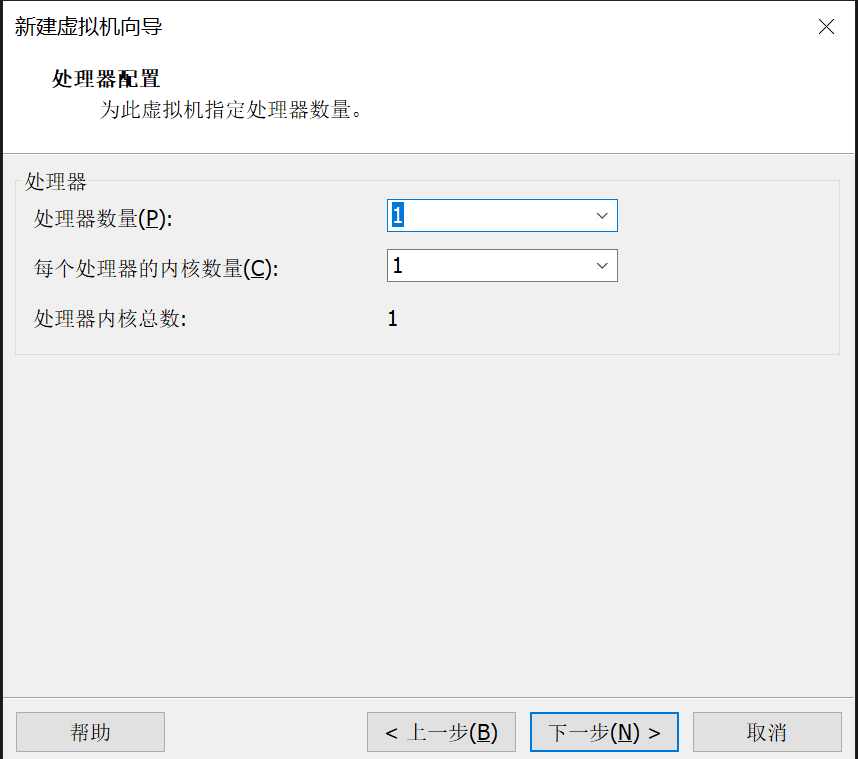 新建虚拟机向导
处理器配置
为此虚拟机指定处理器数量。
处理器
处理器数量(P): 1
每个处理器的内核数量(C): 1
处理器内核总数: 1
帮助 < 上一步(B) 下一步(N) > 取消